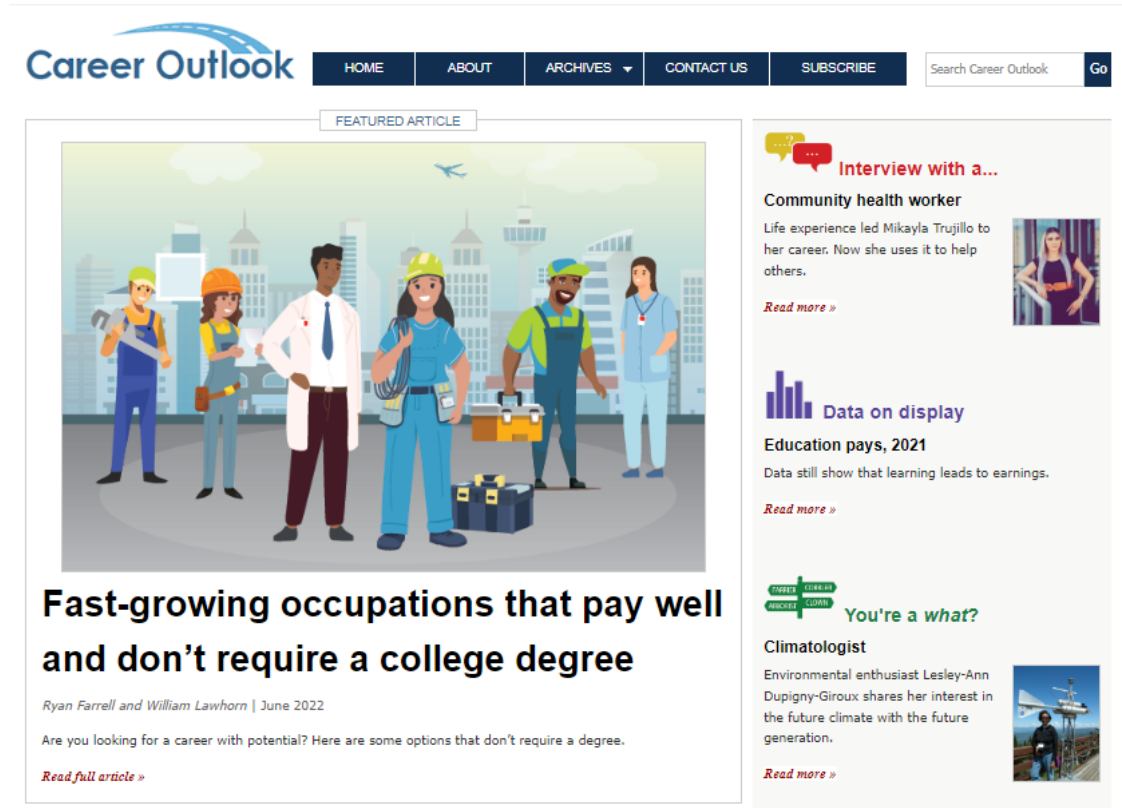 Career Outlook
HOME
ABOUT
ARCHIVES
CONTACT US
SUBSCRIBE
Search Career Outlook
Go
FEATURED ARTICLE
Fast-growing occupations that pay well
and don’t require a college degree
Ryan Farrell and William Lawhorn | June 2022
Are you looking for a career with potential? Here are some options that don’t require a degree.
Read full article »
...?
...
Interview with a...
Community health worker
Life experience led Mikayla Trujillo to
her career. Now she uses it to help
others.
Read more »
Data on display
Education pays, 2021
Data still show that learning leads to earnings.
Read more »
FARRIER
COBBLER
ARBORIST
CLOWN
You're a what?
Climatologist
Environmental enthusiast Lesley-Ann
Dupigny-Giroux shares her interest in
the future climate with the future
generation.
Read more »